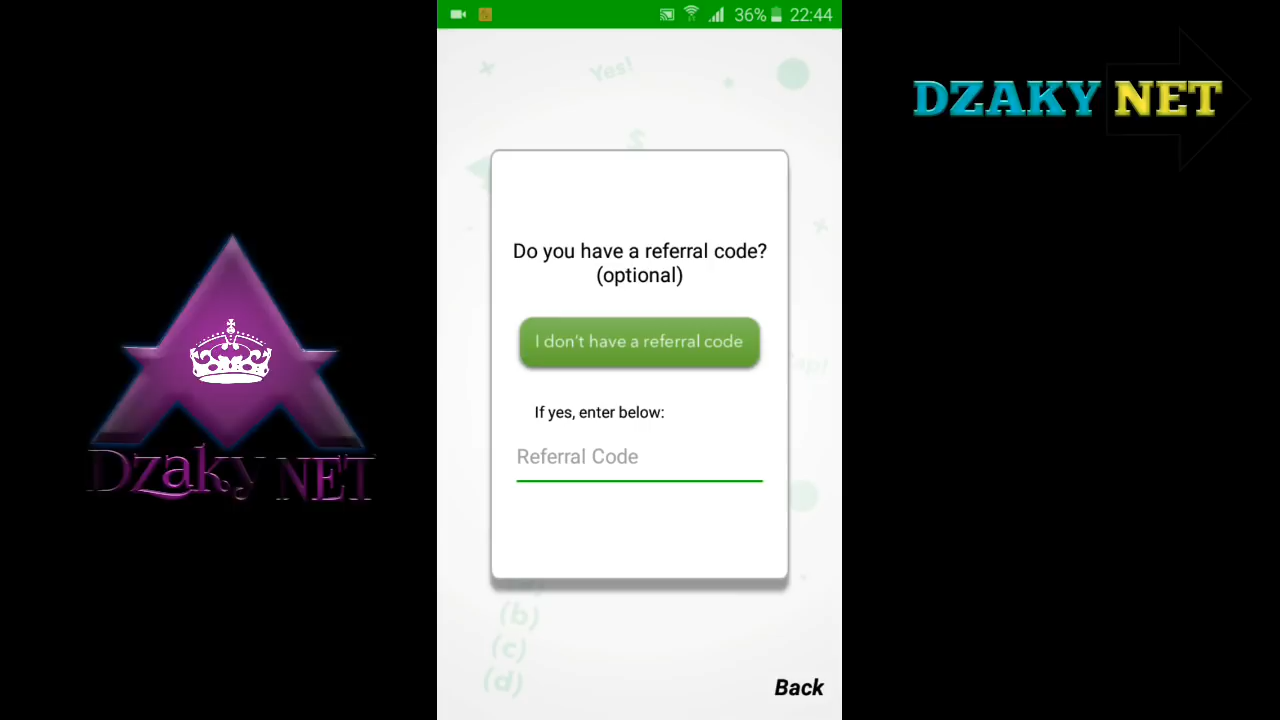 36% 22:44
Yes!
$
DZAKY NET
Do you have a referral code?
(optional)
I don't have a referral code
If yes, enter below:
Referral Code
Dzaky NET
(b)
(c)
(d)
Back